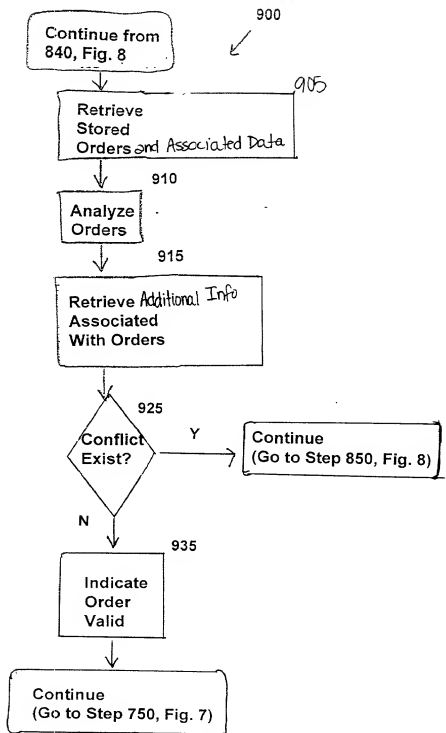 900
Continue from
840, Fig. 8
905
Retrieve
Stored
Orders and Associated Data
910
Analyze
Orders
915
Retrieve Additional Info
Associated
With Orders
925
Conflict
Exist?
Y
Continue
(Go to Step 850, Fig. 8)
N
935
Indicate
Order
Valid
Continue
(Go to Step 750, Fig. 7)